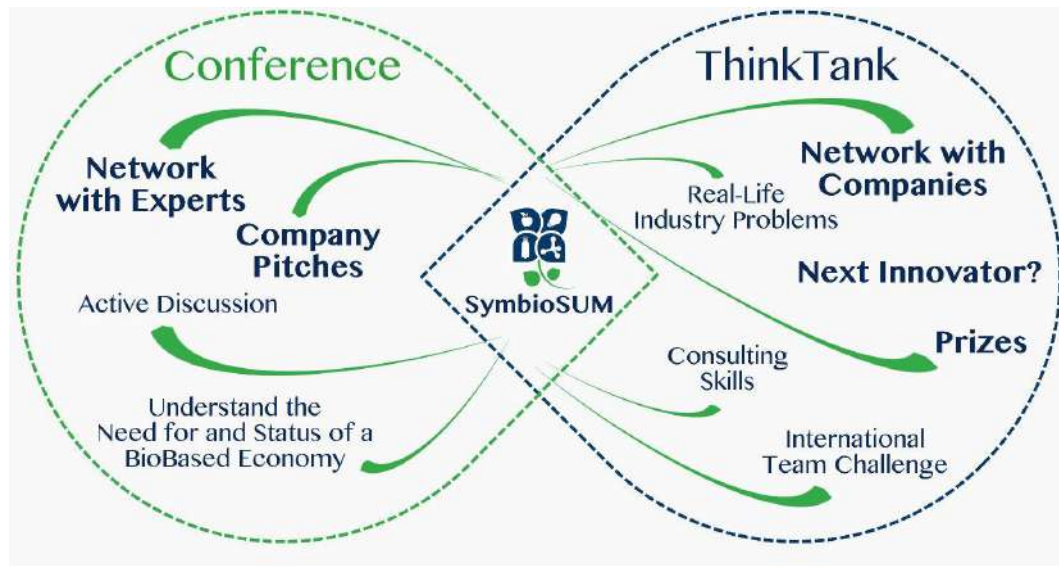 Conference
Network
with Experts
Company
Pitches
Active Discussion
Understand the
Need for and Status of a
BioBased Economy
SymbioSUM
ThinkTank
Network with
Companies
Real-Life
Industry Problems
Next Innovator?
Prizes
Consulting
Skills
International
Team Challenge